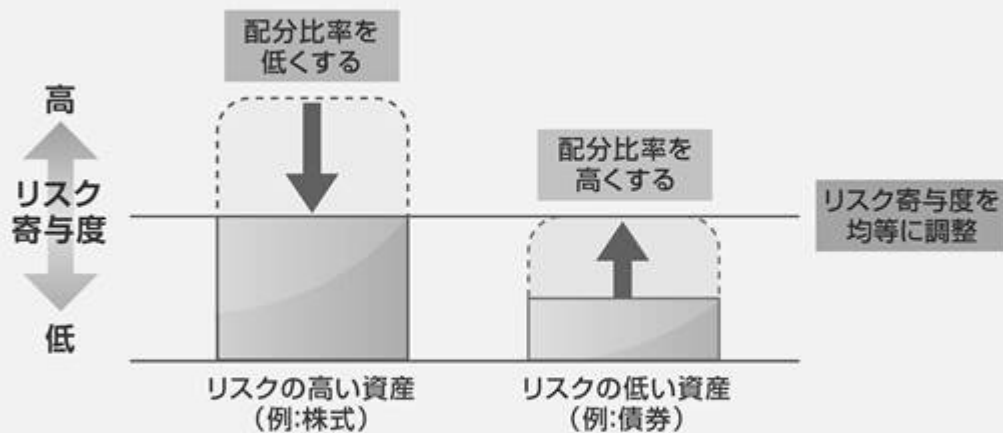 配分比率を
低くする
高
配分比率を
高くする
リスク
寄与度
リスク寄与度を
均等に調整
低
リスクの高い資産
（例:株式）
リスクの低い資産
（例:債券）